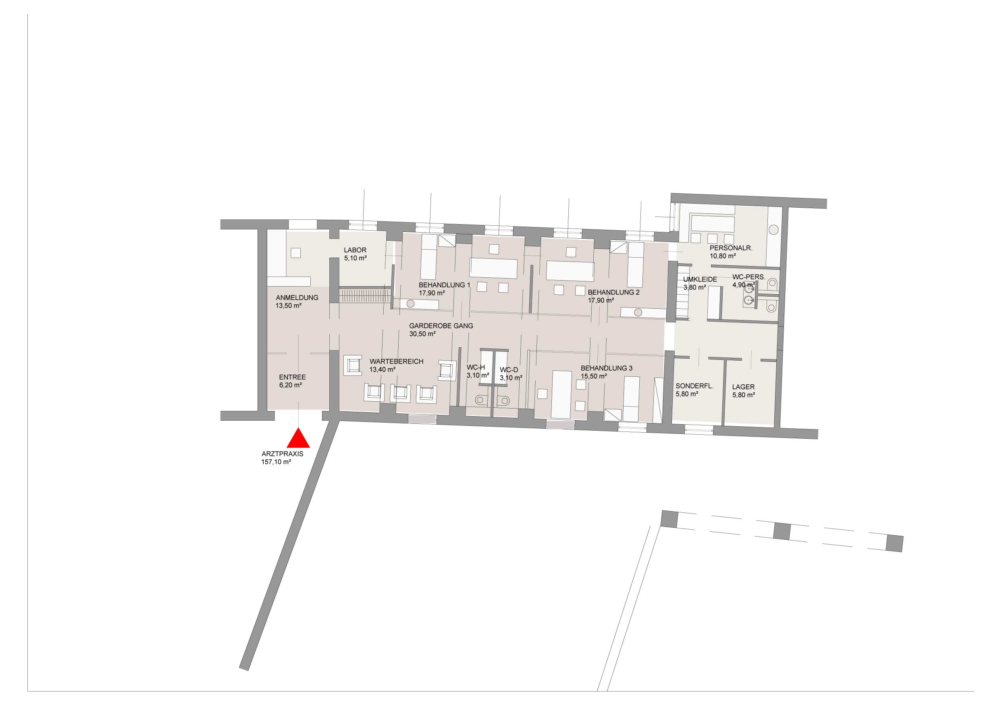 LABOR
5,10 m²
PERSONALR.
10,80 m²
UMKLEIDE
3,80 m²
WC-PERS.
4,90 m²
BEHANDLUNG 1
17,90 m²
BEHANDLUNG 2
17,90 m²
ANMELDUNG
13,50 m²
GARDEROBE GANG
30,50 m²
WARTEBEREICH
13,40 m²
WC-H
3,10 m²
WC-D
3,10 m²
BEHANDLUNG 3
15,50 m²
ENTREE
6,20 m²
SONDERFL.
5,80 m²
LAGER
5,80 m²
ARZTPRAXIS
157,10 m²